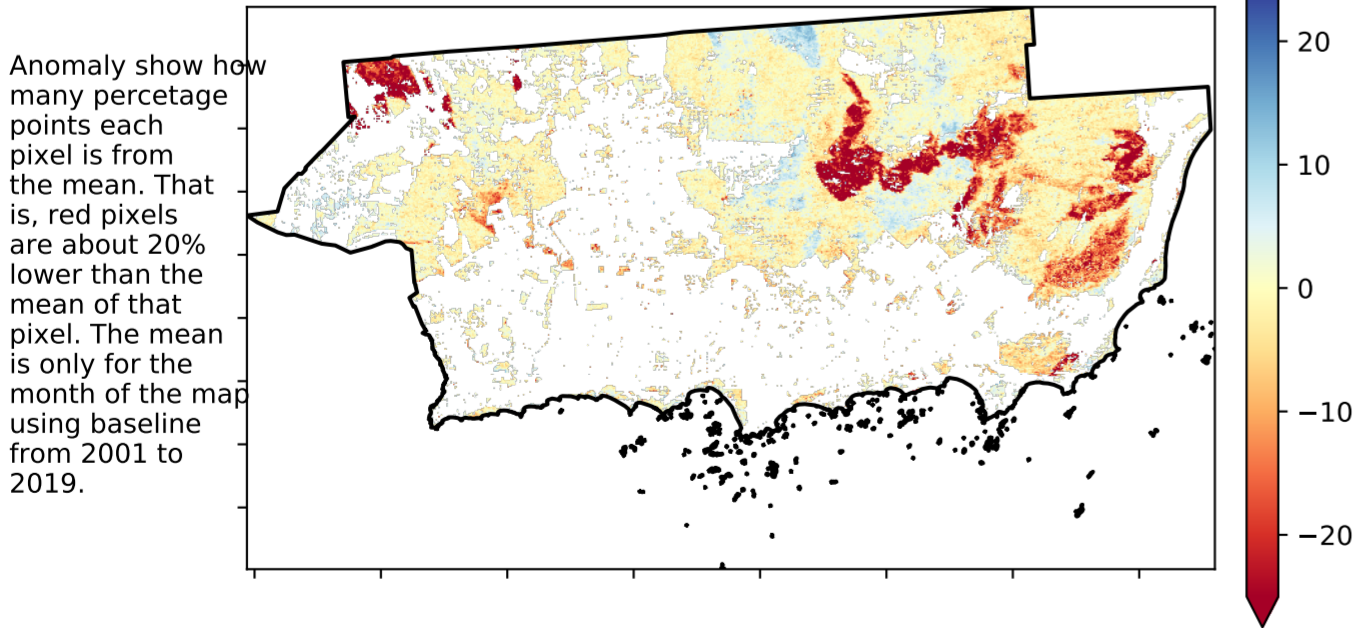 Anomaly show how
many percetage
points each
pixel is from
the mean. That
is, red pixels
are about 20%
lower than the
mean of that
pixel. The mean
is only for the
month of the map
using baseline
from 2001 to
2019.
20
10
0
−10
−20